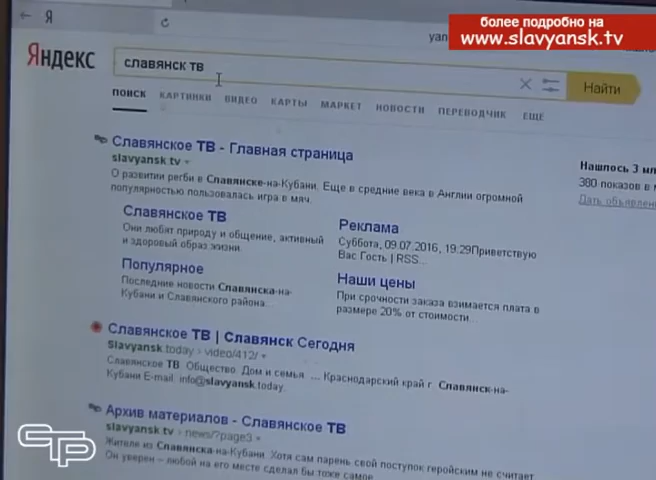 более подробно на
www.slavyansk.tv
Я
yan
Яндекс
славянск тв
Найти
ПОИСК КАРТИНКИ ВИДЕО КАРТЫ МАРКЕТ НОВОСТИ ПЕРЕВОДЧИК ЕЩЁ
Славянское ТВ - Главная страница
slavyansk.tv
О развитии регби в Славянске-на-Кубани. Еще в средние века в Англии огромной
популярностью пользовалась игра в мяч.
Славянское ТВ
Они любят природу и общение, активный
и здоровый образ жизни.
Реклама
Суббота, 09.07.2016, 19:29Приветствую
Вас Гость | RSS...
Популярное
Последние новости Славянска-на-
Кубани и Славянского района...
Наши цены
При срочности заказа взимается плата в
размере 20% от стоимости...
Нашлось 3 мл
380 показов в м
Дать объявлени
Славянское ТВ | Славянск Сегодня
Slavyansk.today › video/412/
Славянское ТВ. Общество. Дом и семья. ... Краснодарский край г. Славянск-на-
Кубани E-mail: info@slavyansk.today.
Архив материалов - Славянское ТВ
slavyansk.tv › news/?page3
Жителе из Славянска-на-Кубани. Хотя сам парень свой поступок геройским не считает.
Он уверен – любой на его месте сделал бы тоже самое.
СТР